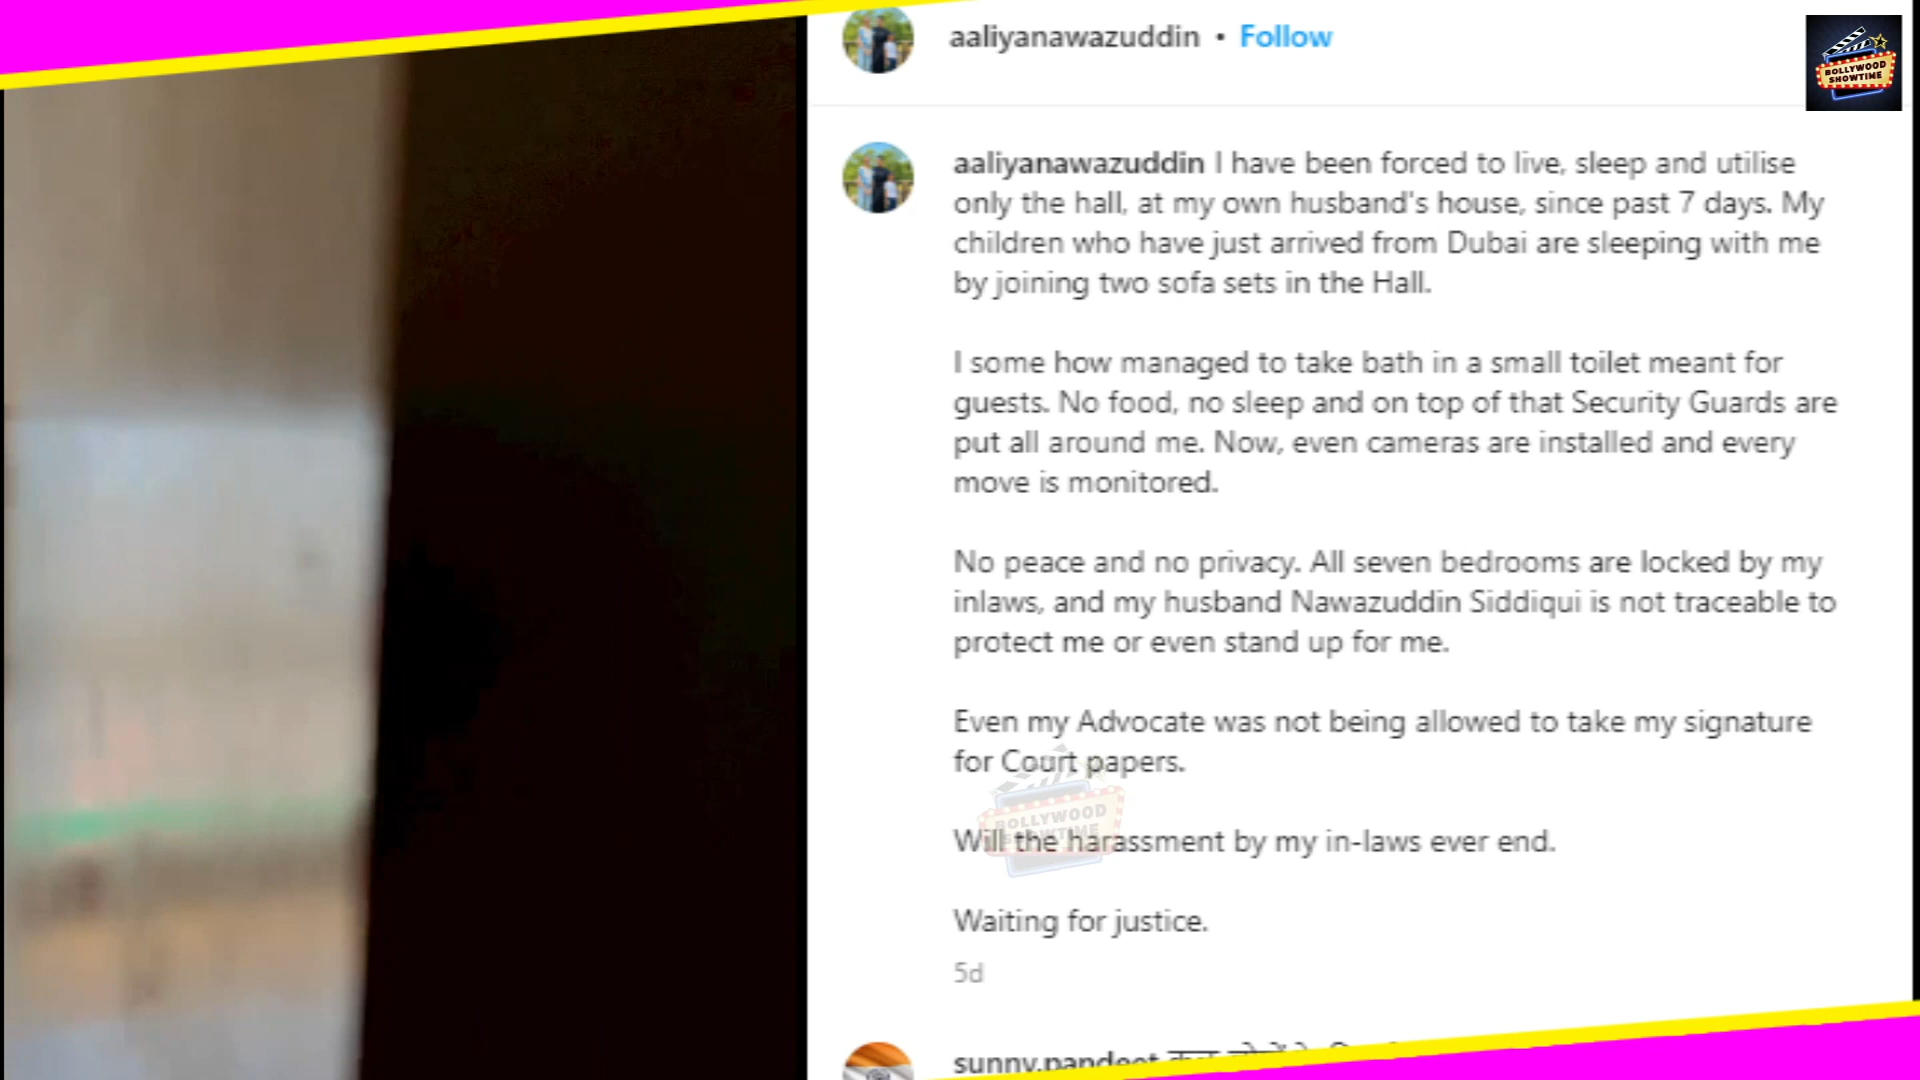 aaliyanawazuddin • Follow
BOLLYWOOD
SHOWTIME
aaliyanawazuddin I have been forced to live, sleep and utilise
only the hall, at my own husband's house, since past 7 days. My
children who have just arrived from Dubai are sleeping with me
by joining two sofa sets in the Hall.
I some how managed to take bath in a small toilet meant for
guests. No food, no sleep and on top of that Security Guards are
put all around me. Now, even cameras are installed and every
move is monitored.
No peace and no privacy. All seven bedrooms are locked by my
inlaws, and my husband Nawazuddin Siddiqui is not traceable to
protect me or even stand up for me.
Even my Advocate was not being allowed to take my signature
for Court papers.
BOLLYWOOD
SHOWTIME
Will the harassment by my in-laws ever end.
Waiting for justice.
5d
sunny.pandeet